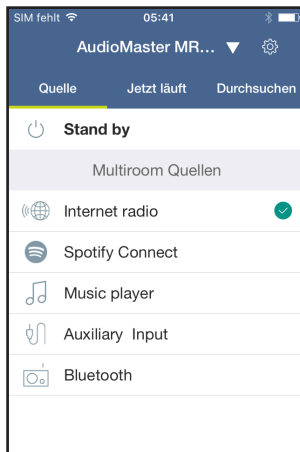 SIM fehlt 05:41
AudioMaster MR...
Quelle Jetzt läuft Durchsuchen
Stand by
Multiroom Quellen
Internet radio
Spotify Connect
Music player
Auxiliary Input
Bluetooth